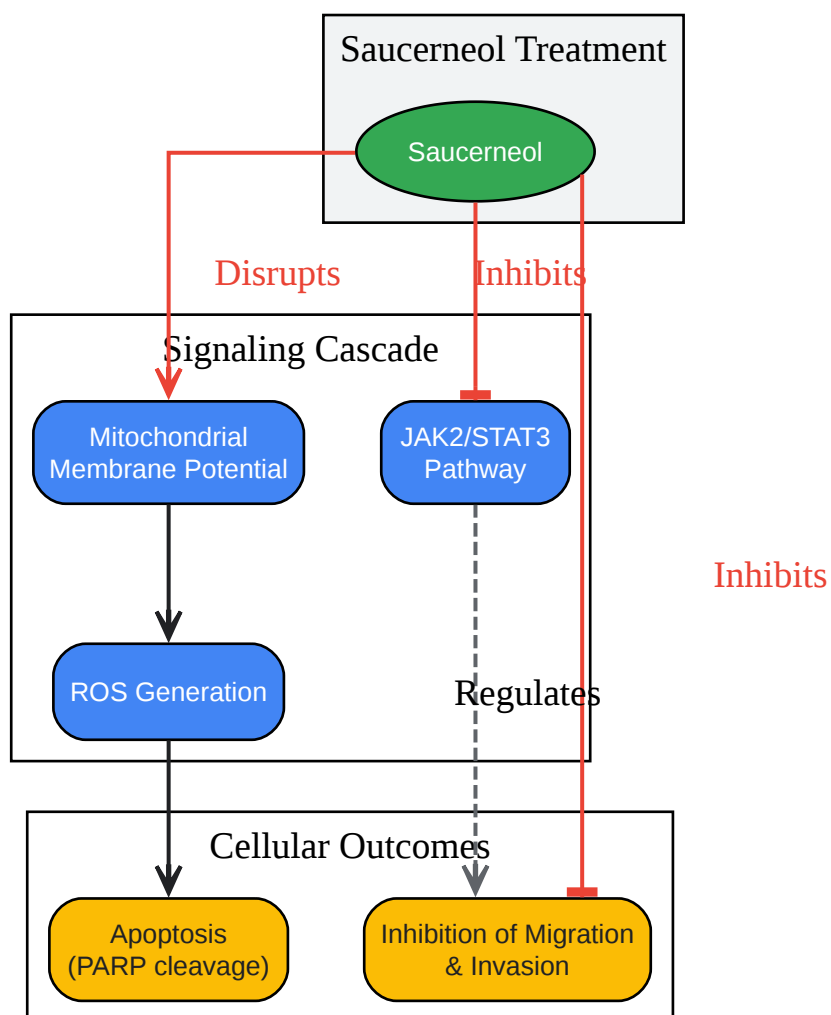 Saucerneol Treatment
Saucerneol
Disrupts
Inhibits
Signaling Cascade
Mitochondrial
Membrane Potential
JAK2/STAT3
Pathway
Inhibits
ROS Generation
Regulates
Cellular Outcomes
Apoptosis
(PARP cleavage)
Inhibition of Migration
& Invasion